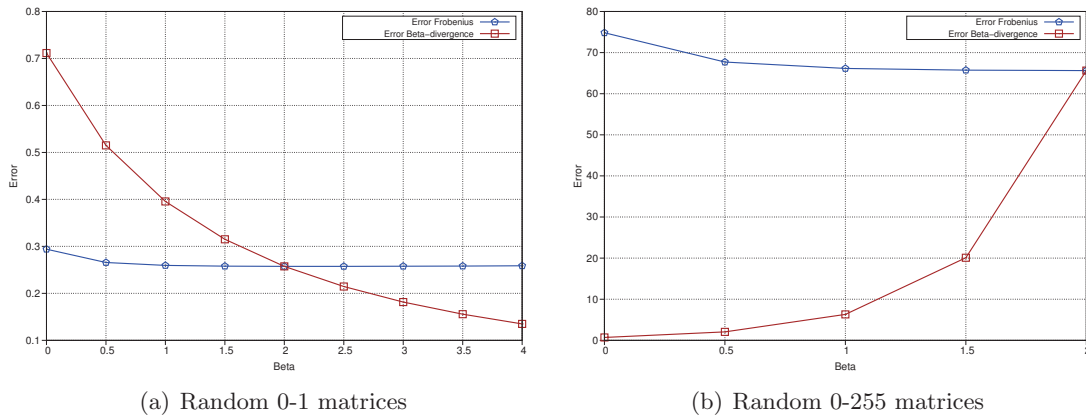 Error Frobenius
Error Beta-divergence
0.8
0.7
0.6
0.5
0.4
0.3
0.2
0.1
Error
0 0.5 1 1.5 2 2.5 3 3.5 4
Beta
(a) Random 0-1 matrices
Error Frobenius
Error Beta-divergence
80
70
60
50
40
30
20
10
0
Error
0 0.5 1 1.5 2
Beta
(b) Random 0-255 matrices